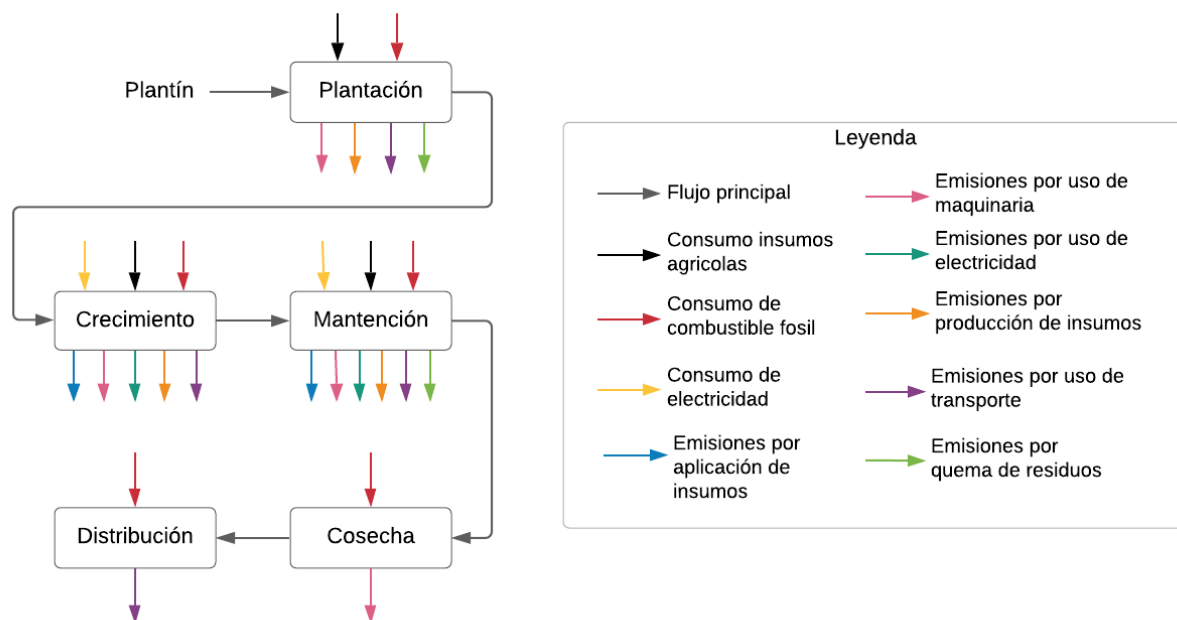 Plantín
Plantación
Crecimiento
Mantención
Distribución
Cosecha
Leyenda
Flujo principal
Consumo insumos
agricolas
Consumo de
combustible fosil
Consumo de
electricidad
Emisiones por
aplicación de
insumos
Emisiones por uso de
maquinaria
Emisiones por uso de
electricidad
Emisiones por
producción de insumos
Emisiones por uso de
transporte
Emisiones por
quema de residuos